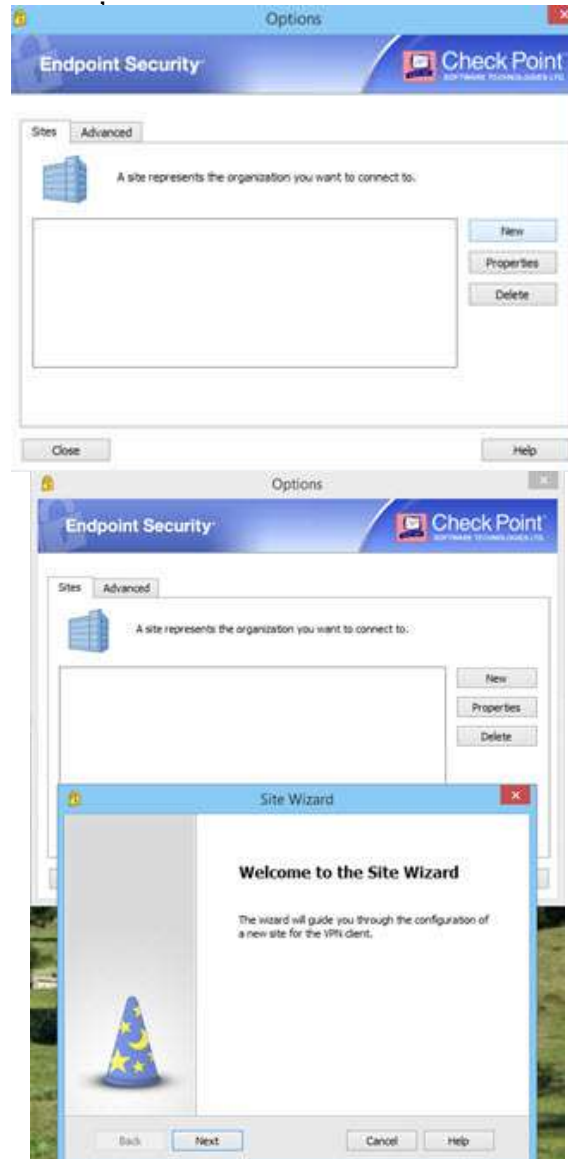 Options
Endpoint Security
Check Point
SOFTWARE TECHNOLOGIES LTD.
Sites Advanced
A site represents the organization you want to connect to.
New
Properties
Delete
Close Help
Options
Endpoint Security
Check Point
SOFTWARE TECHNOLOGIES LTD.
Sites Advanced
A site represents the organization you want to connect to.
New
Properties
Delete
Site Wizard
Welcome to the Site Wizard
The wizard will guide you through the configuration of
a new site for the VPN client.
Back Next Cancel Help